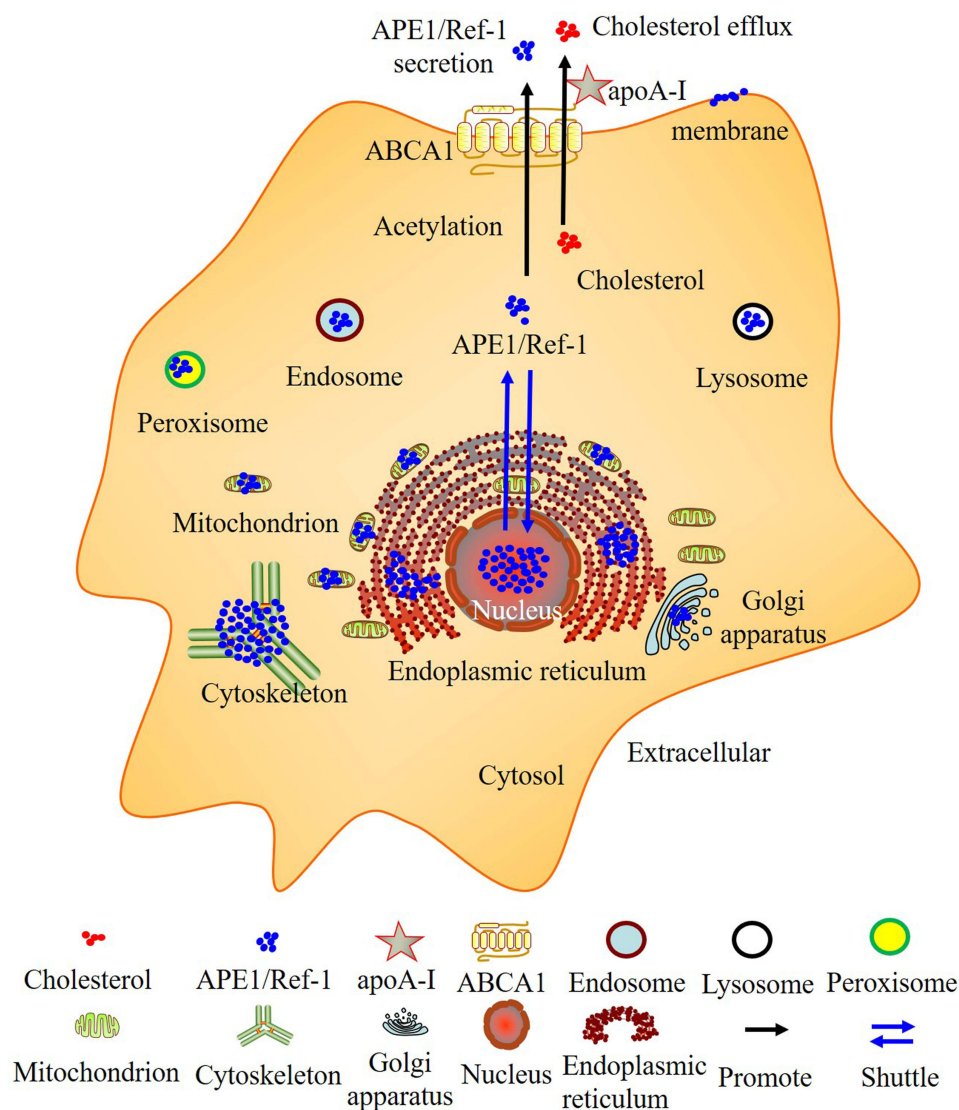 APE1/Ref-1
secretion
Cholesterol efflux
apoA-I
membrane
ABCA1
Acetylation
Cholesterol
APE1/Ref-1
Endosome
Lysosome
Peroxisome
Mitochondrion
Nucleus
Golgi
apparatus
Endoplasmic reticulum
Cytoskeleton
Extracellular
Cytosol
Cholesterol
APE1/Ref-1
apoA-I
ABCA1
Endosome
Lysosome
Peroxisome
Mitochondrion
Cytoskeleton
Golgi
apparatus
Nucleus
Endoplasmic
reticulum
Promote
Shuttle